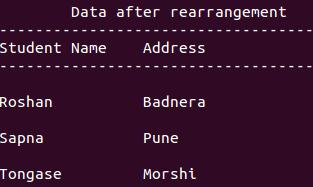 Data after rearrangement
-----------------------------------
Student Name    Address
-----------------------------------
Roshan          Badnera
Sapna           Pune
Tongase         Morshi